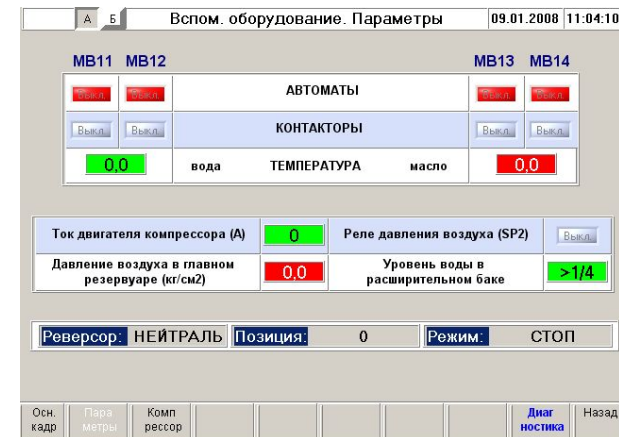 А Б Вспом. оборудование. Параметры 09.01.2008 11:04:10
МВ11 МВ12 МВ13 МВ14
Выкл. Выкл. АВТОМАТЫ Выкл. Выкл.
Выкл. Выкл. КОНТАКТОРЫ Выкл. Выкл.
0,0 вода ТЕМПЕРАТУРА масло 0,0
Ток двигателя компрессора (А) 0 Реле давления воздуха (SP2) Выкл.
Давление воздуха в главном
резервуаре (кг/см2) 0,0 Уровень воды в
расширительном баке >1/4
Реверсор: НЕЙТРАЛЬ Позиция: 0 Режим: СТОП
Осн.
кадр
Пара
метры
Комп
рессор
Диаг
ностика
Назад